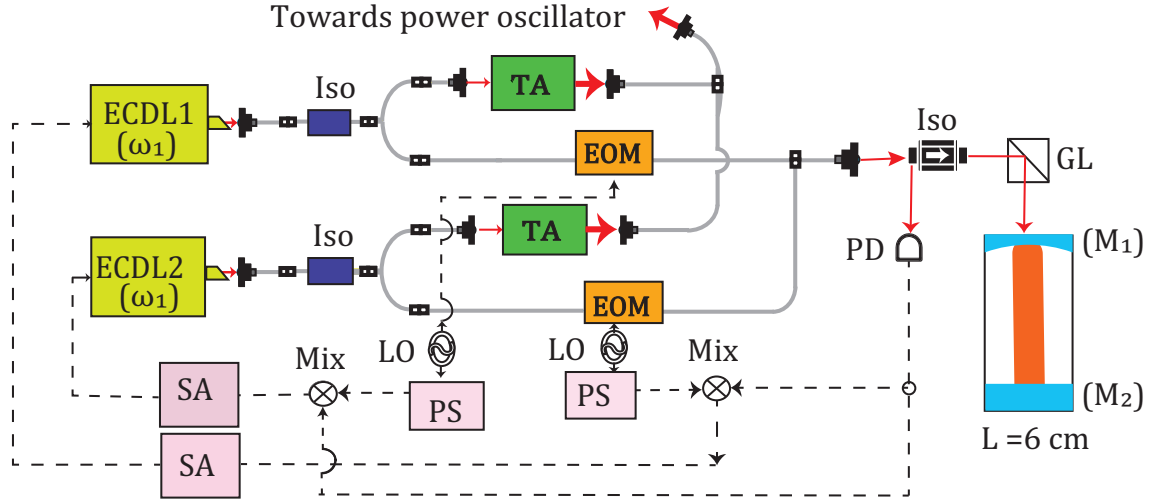 Towards power oscillator
ECDL1
(ω₁)
Iso
TA
EOM
Iso
GL
ECDL2
(ω₁)
Iso
TA
EOM
PD
(M₁)
LO
LO
Mix
Mix
SA
PS
PS
(M₂)
SA
L =6 cm